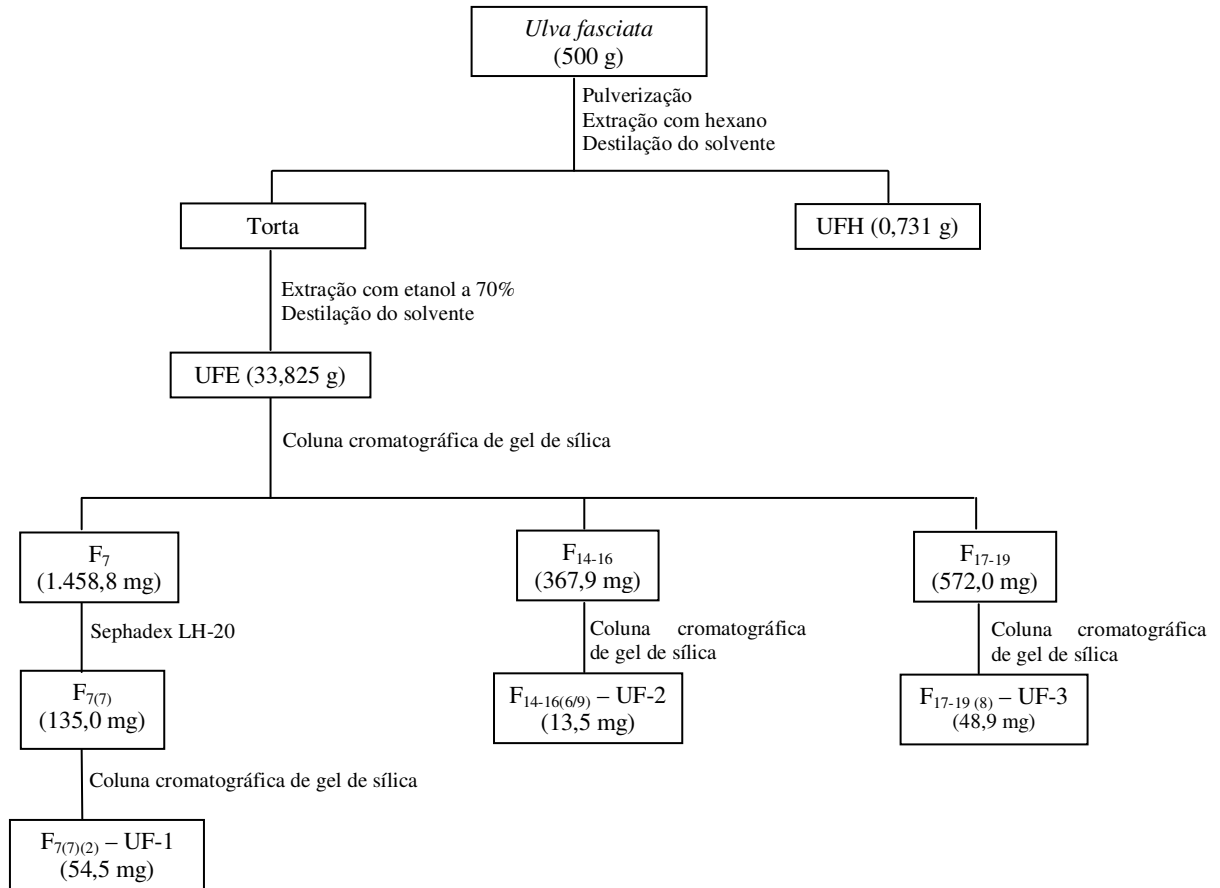 Ulva fasciata
(500 g)
Pulverização
Extração com hexano
Destilação do solvente
Torta
UFH (0,731 g)
Extração com etanol a 70%
Destilação do solvente
UFE (33,825 g)
Coluna cromatográfica de gel de sílica
F7
(1.458,8 mg)
F14-16
(367,9 mg)
F17-19
(572,0 mg)
Sephadex LH-20
Coluna cromatográfica
de gel de sílica
Coluna cromatográfica
de gel de sílica
F7(7)
(135,0 mg)
F14-16(6/9) – UF-2
(13,5 mg)
F17-19 (8) – UF-3
(48,9 mg)
Coluna cromatográfica de gel de sílica
F7(7)(2) – UF-1
(54,5 mg)